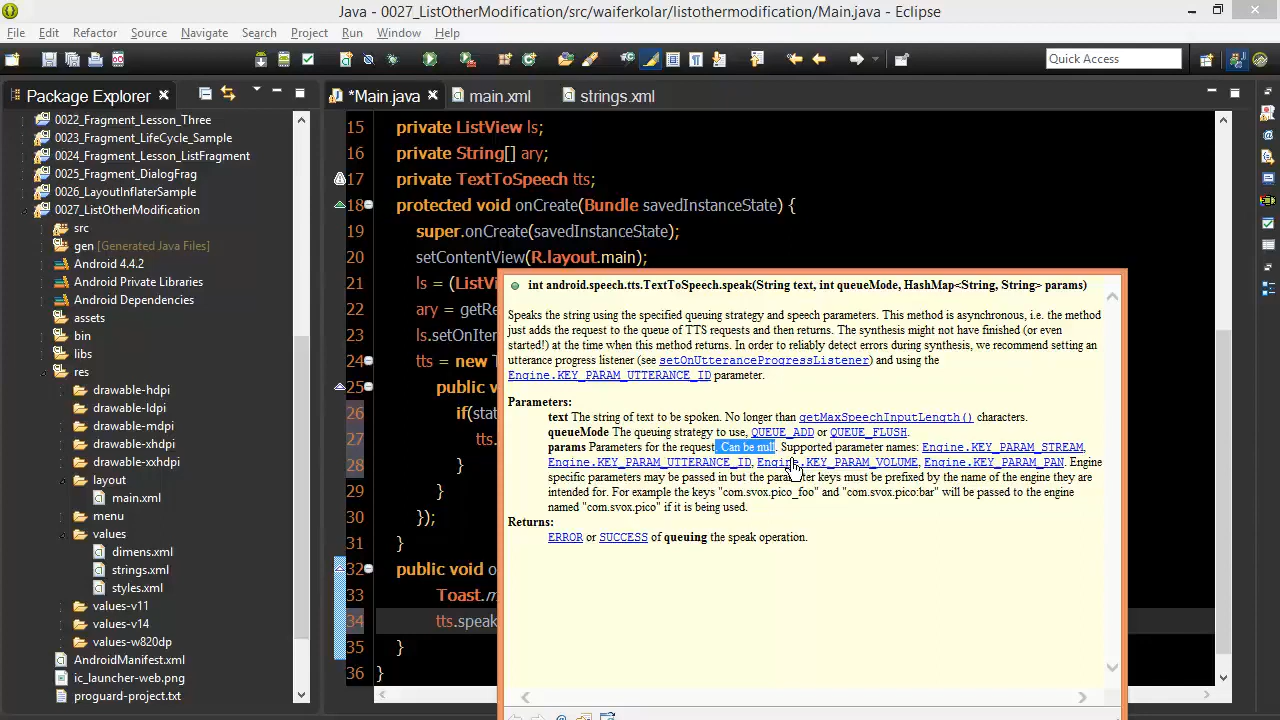 Java - 0027_ListOtherModification/src/waiferkolar/listothermodification/Main.java - Eclipse
File Edit Refactor Source Navigate Search Project Run Window Help
Quick Access
Package Explorer
*Main.java main.xml strings.xml
0022_Fragment_Lesson_Three
0023_Fragment_LifeCycle_Sample
0024_Fragment_Lesson_ListFragment
0025_Fragment_DialogFrag
0026_LayoutInflaterSample
0027_ListOtherModification
src
gen [Generated Java Files]
Android 4.4.2
Android Private Libraries
Android Dependencies
assets
bin
libs
res
drawable-hdpi
drawable-ldpi
drawable-mdpi
drawable-xhdpi
drawable-xxhdpi
layout
main.xml
menu
values
dimens.xml
strings.xml
styles.xml
values-v11
values-v14
values-w820dp
AndroidManifest.xml
ic_launcher-web.png
proguard-project.txt
15 private ListView ls;
16 private String[] ary;
17 private TextToSpeech tts;
18 protected void onCreate(Bundle savedInstanceState) {
19 super.onCreate(savedInstanceState);
20 setContentView(R.layout.main);
21 ls = (ListVi
22 ary = getRe
23 ls.setOnIten
24 tts = new T
25 public v
26 if(stat
27 tts.
28 }
29 }
30 });
31 }
32 public void o
33 Toast.m
34 tts.speak
35 }
36 }
int android.speech.tts.TextToSpeech.speak(String text, int queueMode, HashMap<String, String> params)
Speaks the string using the specified queuing strategy and speech parameters. This method is asynchronous, i.e. the method
just adds the request to the queue of TTS requests and then returns. The synthesis might not have finished (or even
started!) at the time when this method returns. In order to reliably detect errors during synthesis, we recommend setting an
utterance progress listener (see setOnUtteranceProgressListener) and using the
Engine.KEY_PARAM_UTTERANCE_ID parameter.
Parameters:
text The string of text to be spoken. No longer than getMaxSpeechInputLength() characters.
queueMode The queuing strategy to use, QUEUE_ADD or QUEUE_FLUSH.
params Parameters for the request. Can be null. Supported parameter names: Engine.KEY_PARAM_STREAM,
Engine.KEY_PARAM_UTTERANCE_ID, Engine.KEY_PARAM_VOLUME, Engine.KEY_PARAM_PAN. Engine
specific parameters may be passed in but the parameter keys must be prefixed by the name of the engine they are
intended for. For example the keys "com.svox.pico_foo" and "com.svox.pico:bar" will be passed to the engine
named "com.svox.pico" if it is being used.
Returns:
ERROR or SUCCESS of queuing the speak operation.